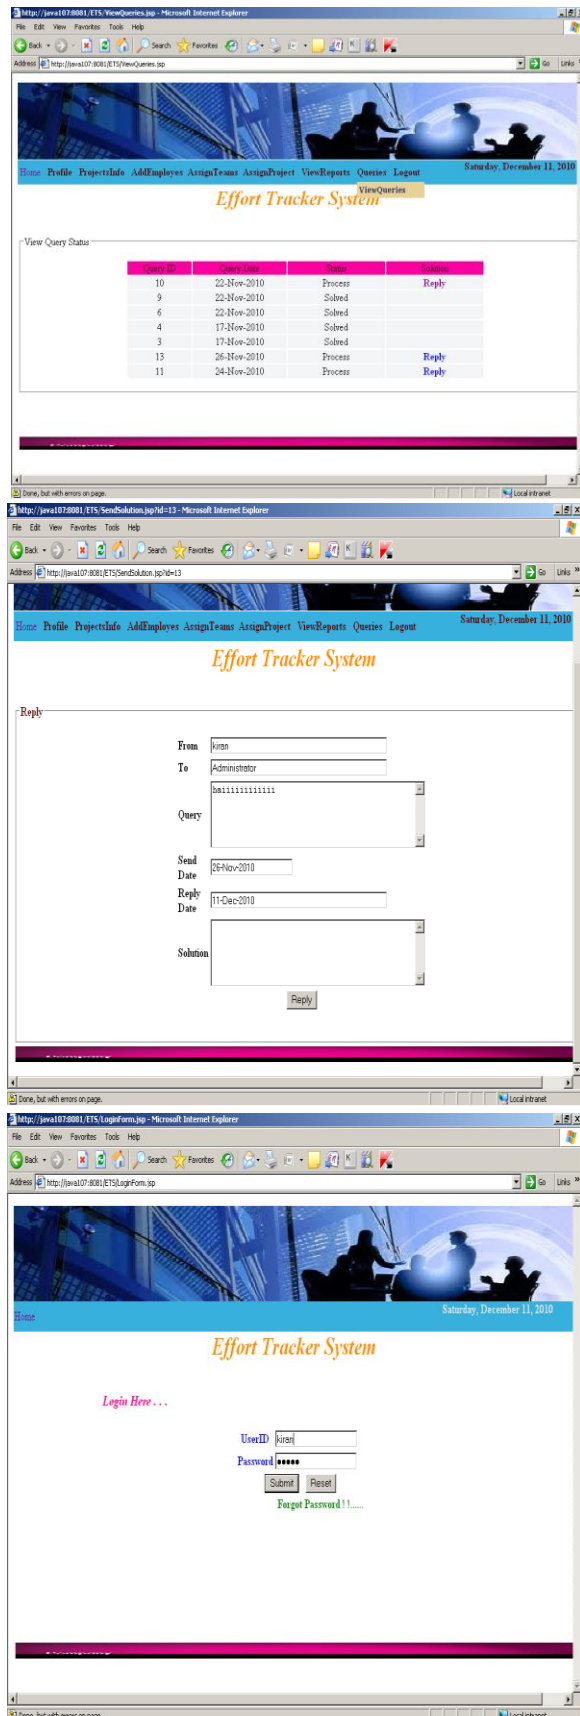 http://java107:8081/ETS/ViewQueries.jsp - Microsoft Internet Explorer
File Edit View Favorites Tools Help
Back Search Favorites
Address http://java107:8081/ETS/ViewQueries.jsp Go Links
Home Profile ProjectsInfo AddEmployes AssignTeams AssignProject ViewReports Queries Logout Saturday, December 11, 2010
ViewQueries
Effort Tracker System
View Query Status
Query ID Query Date Status Solution
10 22-Nov-2010 Process Reply
9 22-Nov-2010 Solved
6 22-Nov-2010 Solved
4 17-Nov-2010 Solved
3 17-Nov-2010 Solved
13 26-Nov-2010 Process Reply
11 24-Nov-2010 Process Reply
Done, but with errors on page. Local intranet
http://java107:8081/ETS/SendSolution.jsp?id=13 - Microsoft Internet Explorer
File Edit View Favorites Tools Help
Back Search Favorites
Address http://java107:8081/ETS/SendSolution.jsp?id=13 Go Links »
Home Profile ProjectsInfo AddEmployes AssignTeams AssignProject ViewReports Queries Logout Saturday, December 11, 2010
Effort Tracker System
Reply
From kiran
To Administrator
Query haiiiiiiiiiiii
Send Date 26-Nov-2010
Reply Date 11-Dec-2010
Solution
Reply
Done, but with errors on page. Local intranet
http://java107:8081/ETS/LoginForm.jsp - Microsoft Internet Explorer
File Edit View Favorites Tools Help
Back Search Favorites
Address http://java107:8081/ETS/LoginForm.jsp Go Links »
Home Saturday, December 11, 2010
Effort Tracker System
Login Here . . .
UserID kiran
Password •••••
Submit Reset
Forgot Password ! !......
Done, but with errors on page. Local intranet